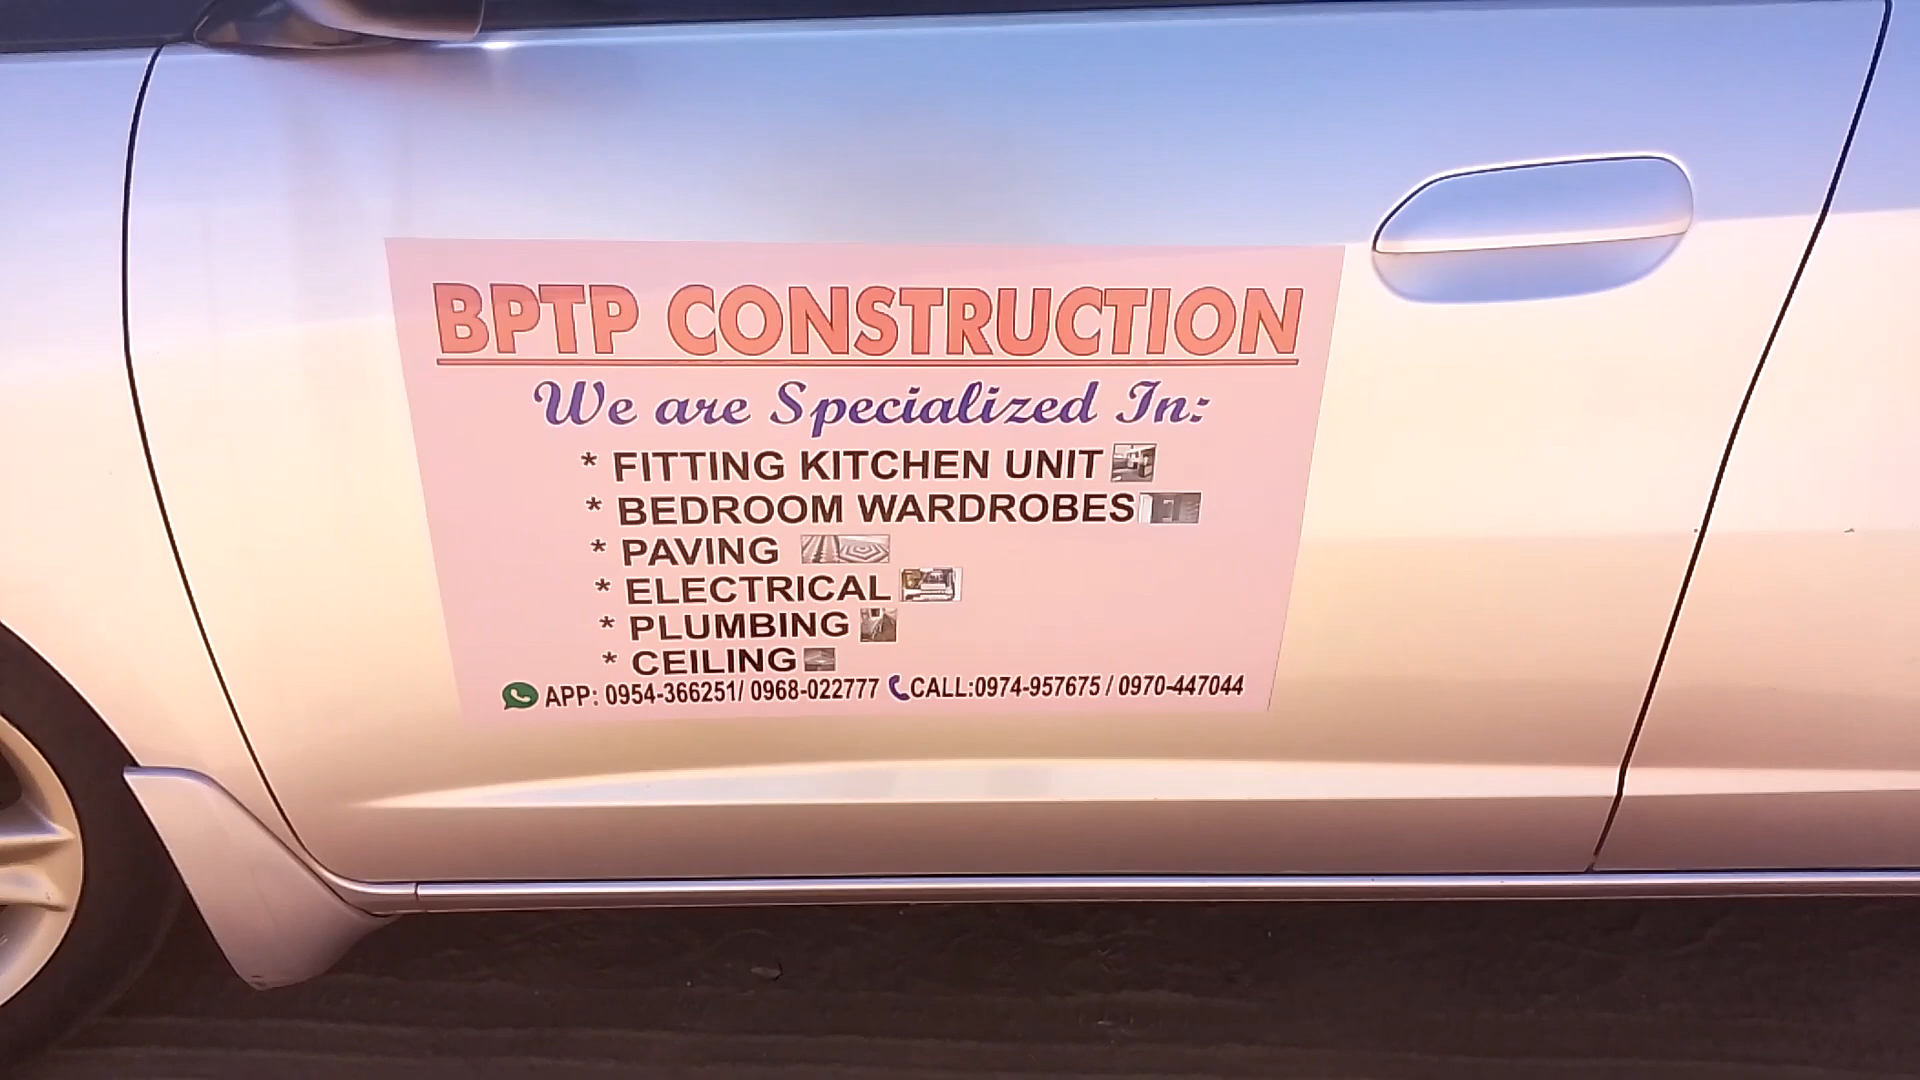 BPTP CONSTRUCTION
We are Specialized In:
* FITTING KITCHEN UNIT
* BEDROOM WARDROBES
* PAVING
* ELECTRICAL
* PLUMBING
* CEILING
APP: 0954-366251/ 0968-022777 CALL:0974-957675 / 0970-447044